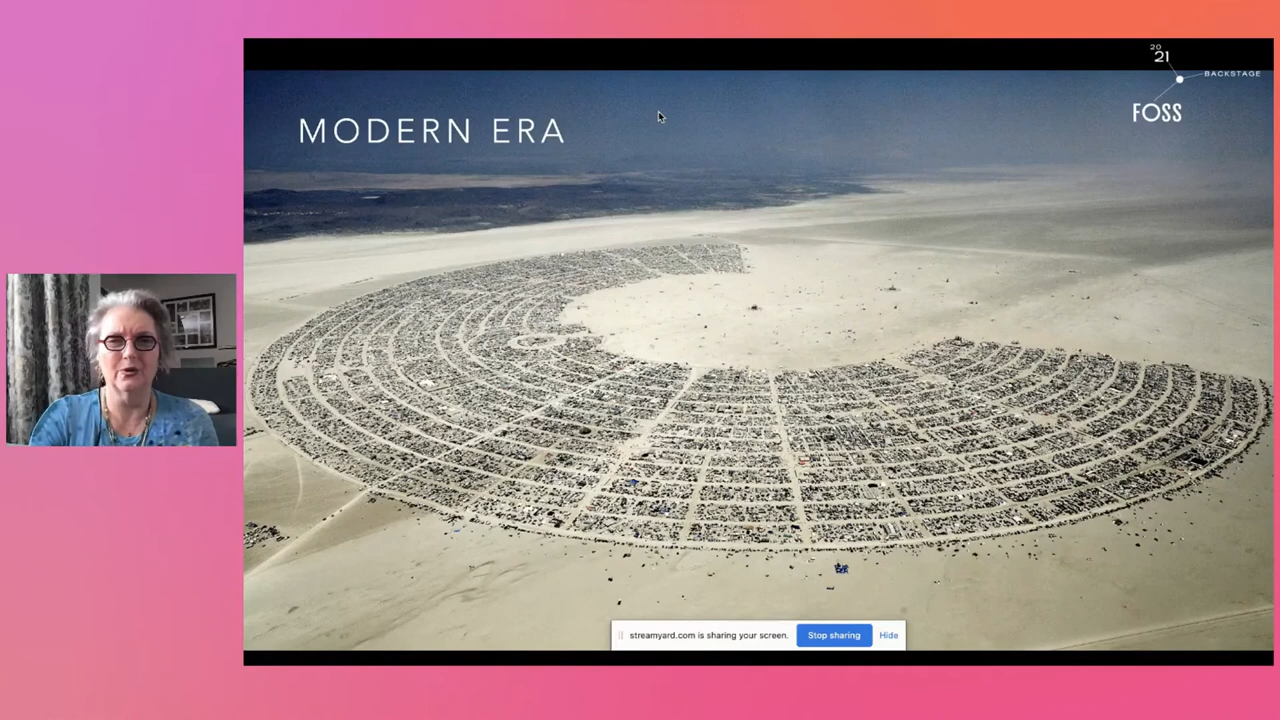 20
21
BACKSTAGE
FOSS
MODERN ERA
streamyard.com is sharing your screen. Stop sharing Hide